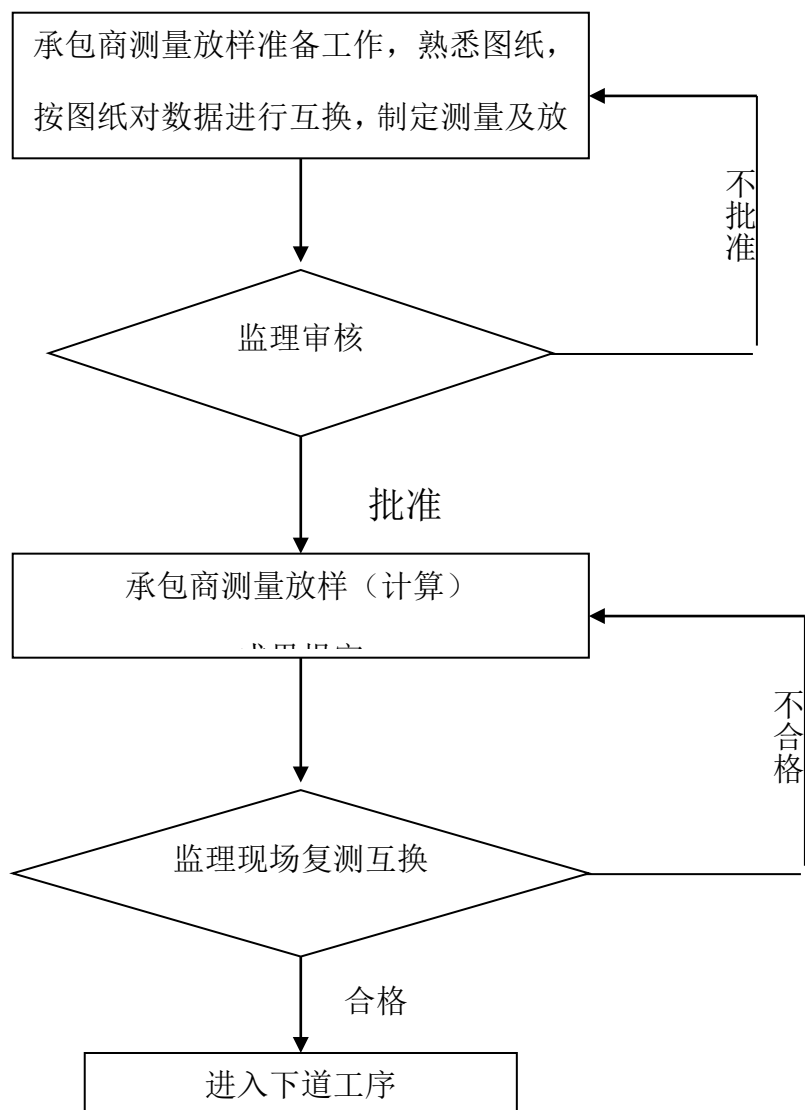 承包商测量放样准备工作，熟悉图纸，
按图纸对数据进行互换，制定测量及放
不批准
监理审核
批准
承包商测量放样（计算）
不合格
监理现场复测互换
合格
进入下道工序